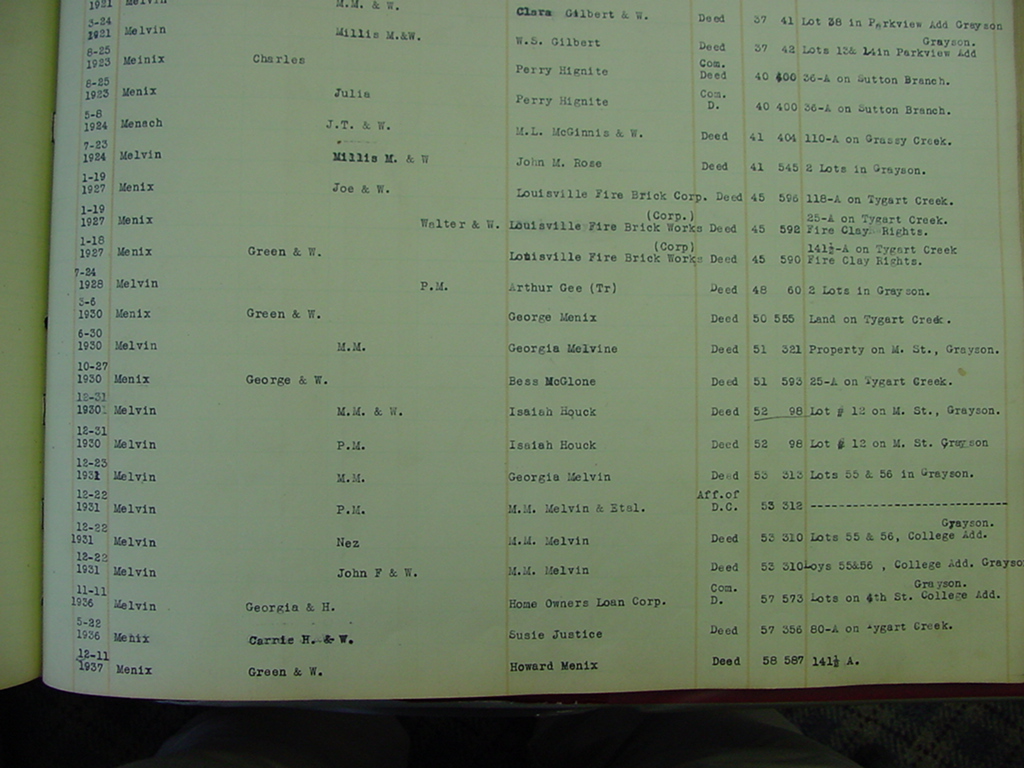 1921 Melvin M.M. & W. Clara Gilbert & W. Deed 37 41 Lot 38 in Parkview Add Grayson
3-24
1921 Melvin Millis M.&W. W.S. Gilbert Deed 37 42 Lots 13& 14in Parkview Add Grayson.
8-25
1923 Meinix Charles Perry Hignite Com. Deed 40 400 36-A on Sutton Branch.
8-25
1923 Menix Julia Perry Hignite Com. D. 40 400 36-A on Sutton Branch.
5-8
1924 Menach J.T. & W. M.L. McGinnis & W. Deed 41 404 110-A on Grassy Creek.
7-23
1924 Melvin Millis M. & W John M. Rose Deed 41 545 2 Lots in Grayson.
1-19
1927 Menix Joe & W. Louisville Fire Brick Corp. Deed 45 596 118-A on Tygart Creek.
1-19 (Corp.) 25-A on Tygart Creek.
1927 Menix Walter & W. Louisville Fire Brick Works Deed 45 592 Fire Clay Rights.
1-18 (Corp) 141½-A on Tygart Creek
1927 Menix Green & W. Louisville Fire Brick Works Deed 45 590 Fire Clay Rights.
7-24
1928 Melvin P.M. Arthur Gee (Tr) Deed 48 60 2 Lots in Grayson.
3-6
1930 Menix Green & W. George Menix Deed 50 555 Land on Tygart Creek.
6-30
1930 Melvin M.M. Georgia Melvine Deed 51 321 Property on M. St., Grayson.
10-27
1930 Menix George & W. Bess McGlone Deed 51 593 25-A on Tygart Creek.
12-31
1930 Melvin M.M. & W. Isaiah Houck Deed 52 98 Lot # 12 on M. St., Grayson.
12-31
1930 Melvin P.M. Isaiah Houck Deed 52 98 Lot # 12 on M. St. Grayson
12-23
1931 Melvin M.M. Georgia Melvin Deed 53 313 Lots 55 & 56 in Grayson.
12-22 Aff.of
1931 Melvin P.M. M.M. Melvin & Etal. D.C. 53 312 ----------------------------
12-22 Grayson.
1931 Melvin Nez M.M. Melvin Deed 53 310 Lots 55 & 56, College Add.
12-22
1931 Melvin John F & W. M.M. Melvin Deed 53 310 Loys 55&56 , College Add. Grayso
11-11 Com. Grayson.
1936 Melvin Georgia & H. Home Owners Loan Corp. D. 57 573 Lots on 4th St. College Add.
5-22
1936 Menix Carrie H. & W. Susie Justice Deed 57 356 80-A on Tygart Creek.
12-11
1937 Menix Green & W. Howard Menix Deed 58 587 141½ A.